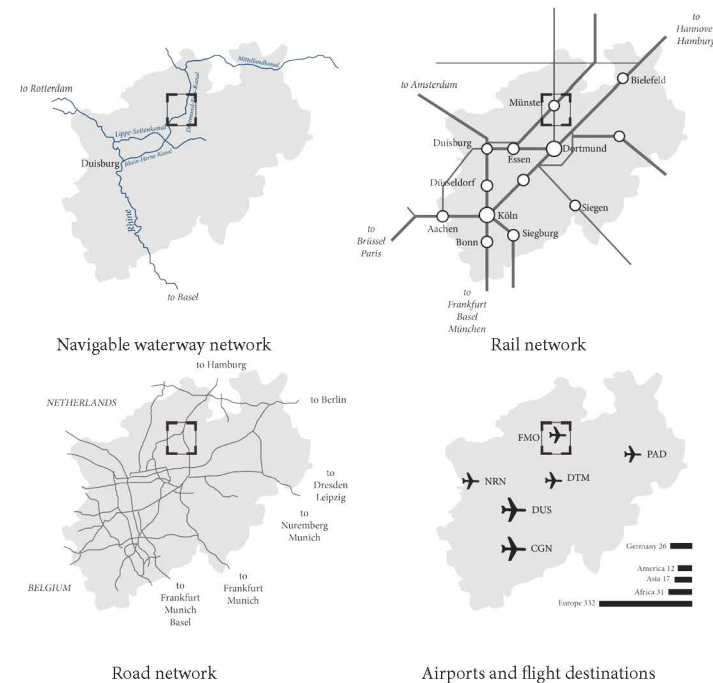 to Rotterdam
Mittellandkanal
Lippe-Seitenkanal
Rhein-Herne-Kanal
Duisburg
Rhine
to Basel
Navigable waterway network
to
Hannove
Hamburg
to Amsterdam
Bielefeld
Münster
Duisburg
Essen
Dortmund
Düsseldorf
Siegen
Köln
Aachen
Siegburg
Bonn
to
Brüssel
Paris
to
Frankfurt
Basel
München
Rail network
to Hamburg
NETHERLANDS
to Berlin
to
Dresden
Leipzig
to
Nuremberg
Munich
BELGIUM
to
Frankfurt
Munich
Basel
to
Frankfurt
Munich
Road network
FMO
PAD
NRN
DTM
DUS
CGN
Germany 26
America 12
Asia 17
Africa 31
Europe 332
Airports and flight destinations